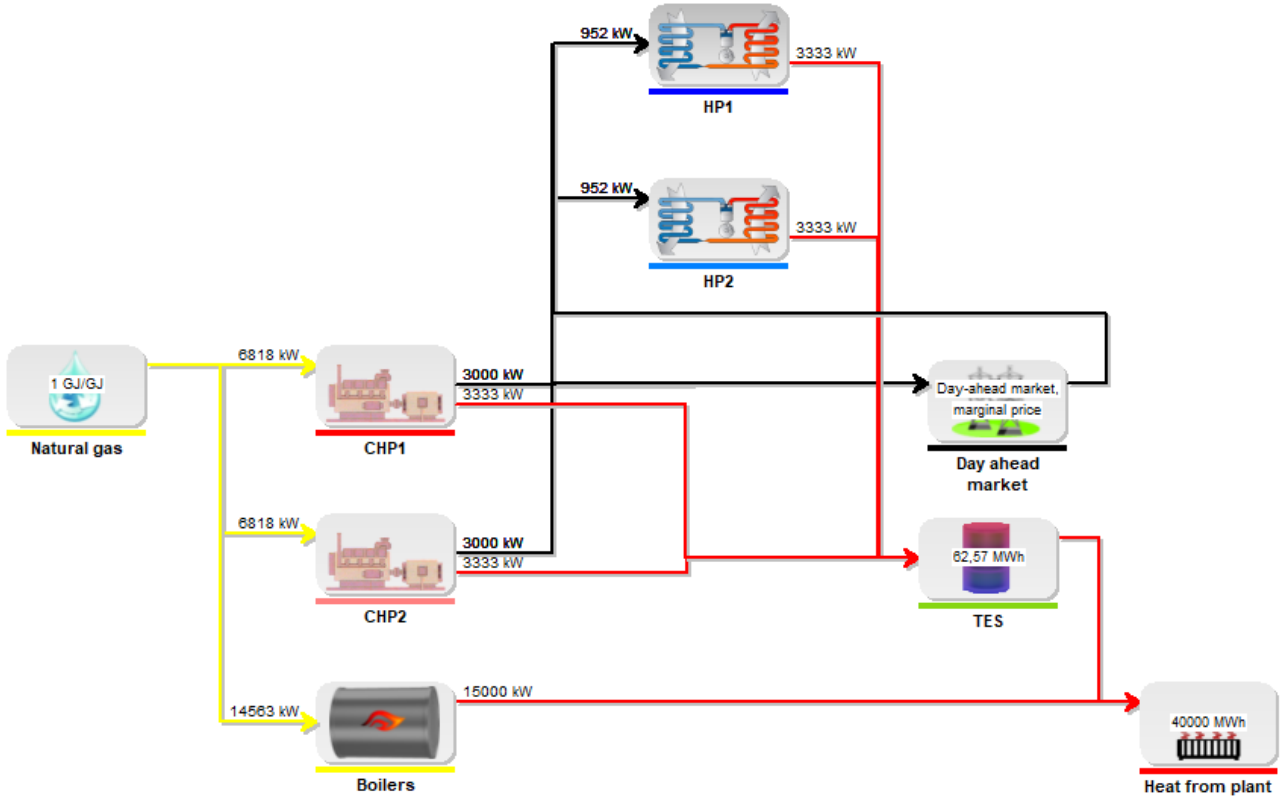 952 kW
3333 kW
HP1
952 kW
3333 kW
HP2
1 GJ/GJ
Natural gas
6818 kW
3000 kW
3333 kW
CHP1
Day-ahead market,
marginal price
Day ahead
market
6818 kW
3000 kW
3333 kW
CHP2
62,57 MWh
TES
14563 kW
15000 kW
Boilers
40000 MWh
Heat from plant